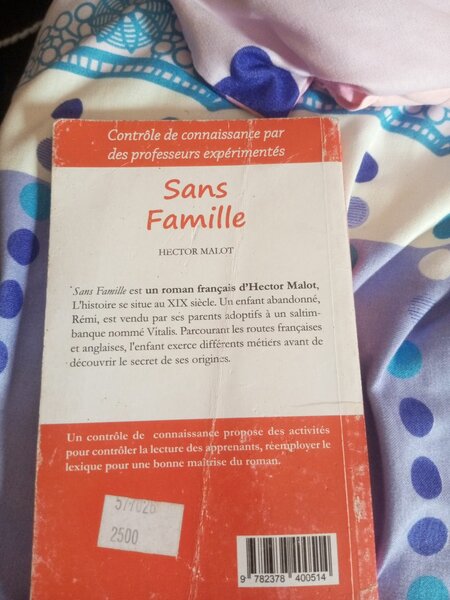 Contrôle de connaissance par
des professeurs expérimentés
Sans
Famille
HECTOR MALOT
Sans Famille est un roman français d'Hector Malot,
L'histoire se situe au XIX siècle. Un enfant abandonné,
Rémi, est vendu par ses parents adoptifs à un saltim-
banque nommé Vitalis. Parcourant les routes françaises
et anglaises, l'enfant exerce différents métiers avant de
découvrir le secret de ses origines.
Un contrôle de connaissance propose des activités
pour contrôler la lecture des apprenants, réemployer le
lexique pour une bonne maîtrise du roman.
2500
9 782378 400514